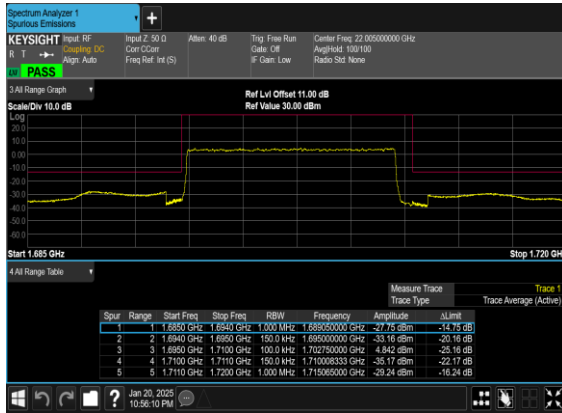 Spectrum Analyzer 1
Spurious Emissions
KEYSIGHT
R T
LXI
PASS
Input: RF
Coupling: DC
Align: Auto
Input Z: 50 Ω
Corr CCorr
Freq Ref: Int (S)
Atten: 40 dB
Trig: Free Run
Gate: Off
IF Gain: Low
Center Freq: 22.005000000 GHz
Avg|Hold: 100/100
Radio Std: None
3 All Range Graph
Scale/Div 10.0 dB
Ref Lvl Offset 11.00 dB
Ref Value 30.00 dBm
Log
20.0
10.0
0.00
-10.0
-20.0
-30.0
-40.0
-50.0
-60.0
Start 1.685 GHz
Stop 1.720 GH
4 All Range Table
Measure Trace Trace 1
Trace Type Trace Average (Active)
Spur Range Start Freq Stop Freq RBW Frequency Amplitude ΔLimit
1 1 1.6850 GHz 1.6940 GHz 1.000 MHz 1.689050000 GHz -27.75 dBm -14.75 dB
2 2 1.6940 GHz 1.6950 GHz 150.0 kHz 1.695000000 GHz -33.16 dBm -20.16 dB
3 3 1.6950 GHz 1.7100 GHz 100.0 kHz 1.702750000 GHz 4.842 dBm -25.16 dB
4 4 1.7100 GHz 1.7110 GHz 150.0 kHz 1.710008333 GHz -35.17 dBm -22.17 dB
5 5 1.7110 GHz 1.7200 GHz 1.000 MHz 1.715065000 GHz -29.24 dBm -16.24 dB
Jan 20, 2025
10:56:10 PM